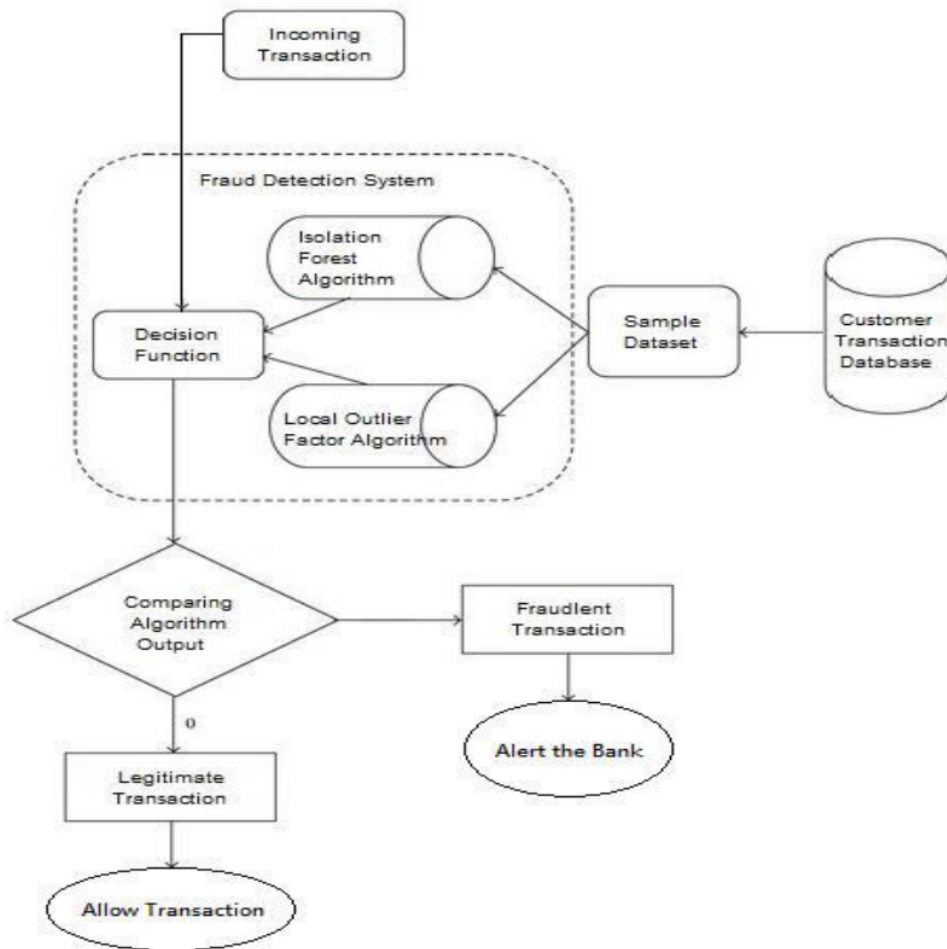 Incoming
Transaction
Fraud Detection System
Isolation
Forest
Algorithm
Decision
Function
Sample
Dataset
Customer
Transaction
Database
Local Outlier
Factor Algorithm
Comparing
Algorithm
Output
Fraudlent
Transaction
0
Alert the Bank
Legitimate
Transaction
Allow Transaction